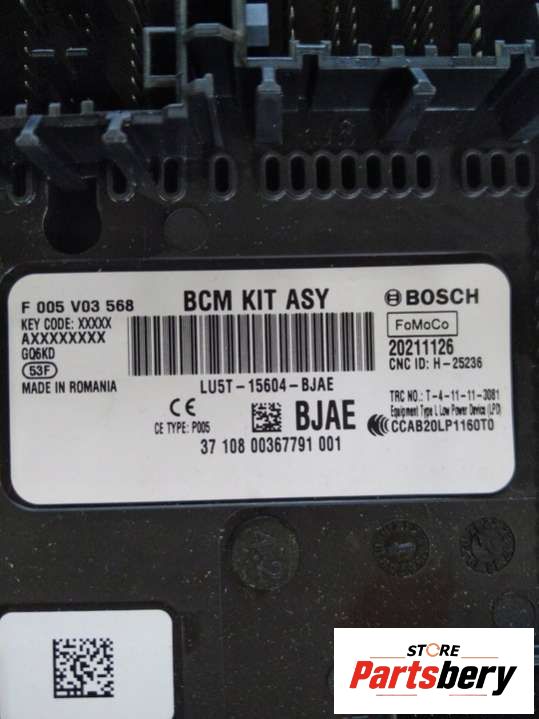 F 005 V03 568
BCM KIT ASY
BOSCH
KEY CODE: XXXXX
AXXXXXXXX
GQ6KD
53F
MADE IN ROMANIA
FoMoCo
20211126
CNC ID: H-25236
LU5T-15604-BJAE
CE
CE TYPE: P005
BJAE
TRC NO.: T-4-11-11-3081
Equipment Type L Low Power Device (LPD)
CCAB20LP1160T0
37 108 00367791 001
A2
STORE
Partsbery